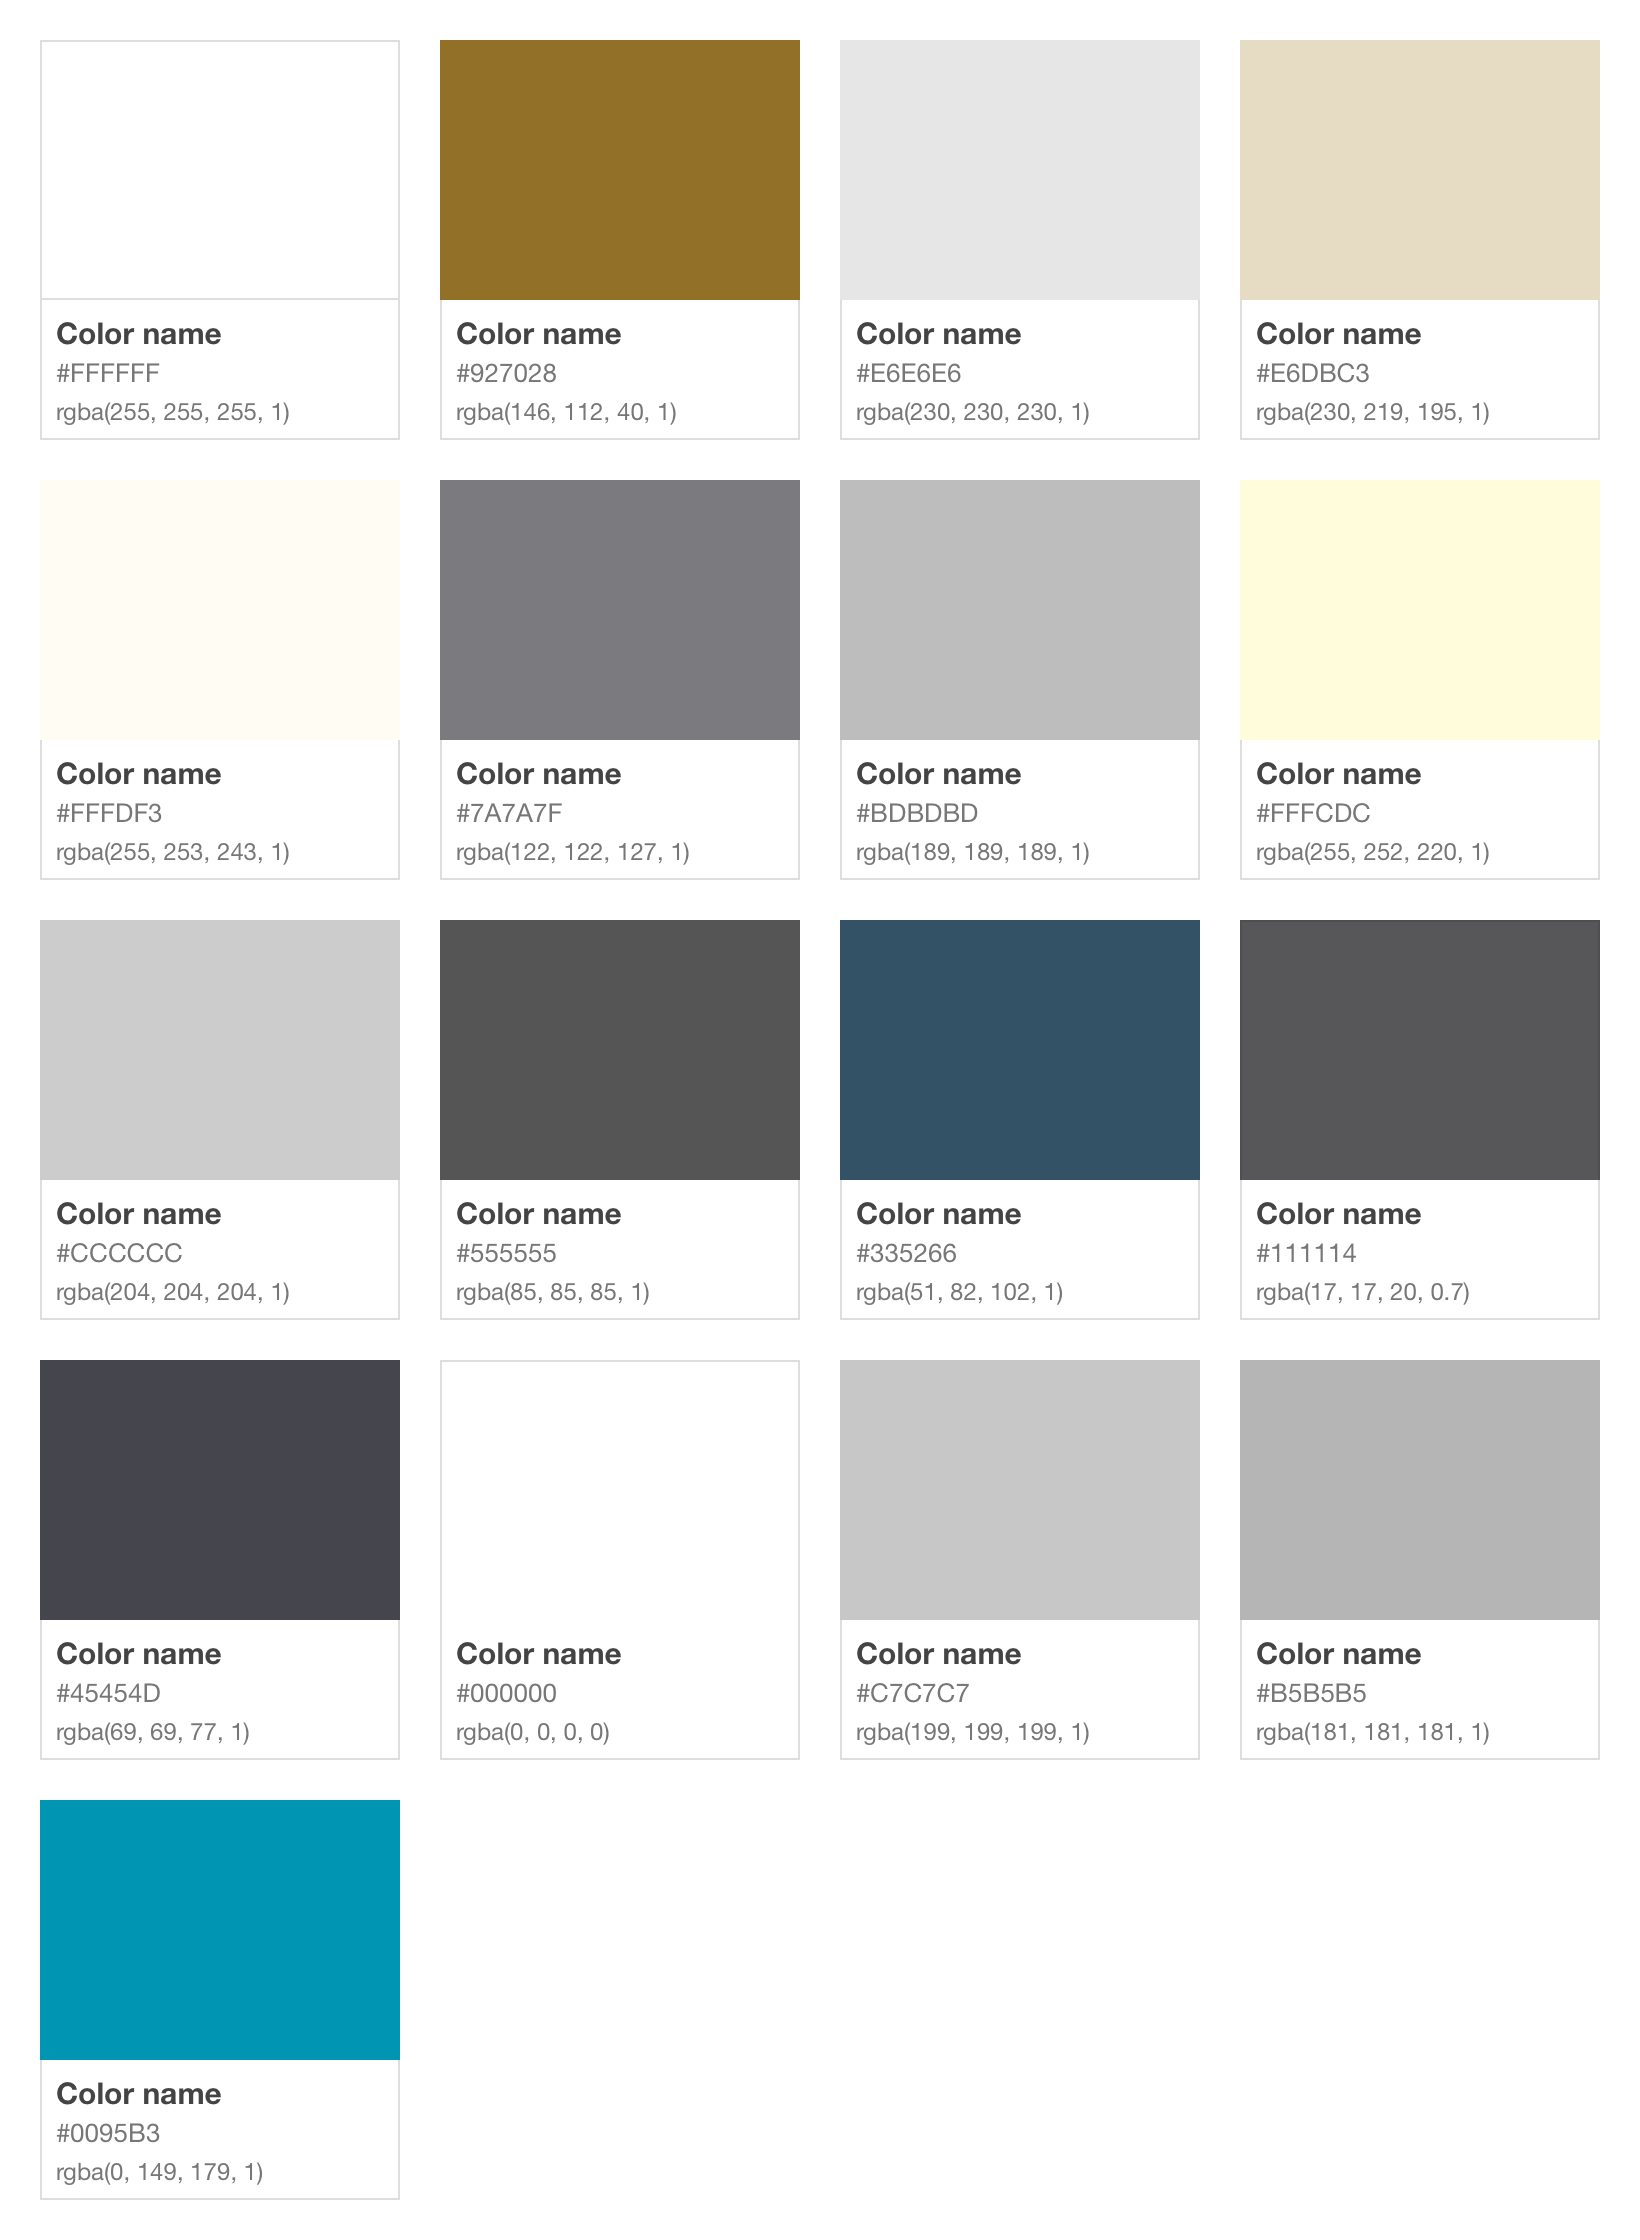 Color name
#FFFFFF
rgba(255, 255, 255, 1)
Color name
#927028
rgba(146, 112, 40, 1)
Color name
#E6E6E6
rgba(230, 230, 230, 1)
Color name
#E6DBC3
rgba(230, 219, 195, 1)
Color name
#FFFDF3
rgba(255, 253, 243, 1)
Color name
#7A7A7F
rgba(122, 122, 127, 1)
Color name
#BDBDBD
rgba(189, 189, 189, 1)
Color name
#FFFCDC
rgba(255, 252, 220, 1)
Color name
#CCCCCC
rgba(204, 204, 204, 1)
Color name
#555555
rgba(85, 85, 85, 1)
Color name
#335266
rgba(51, 82, 102, 1)
Color name
#111114
rgba(17, 17, 20, 0.7)
Color name
#45454D
rgba(69, 69, 77, 1)
Color name
#000000
rgba(0, 0, 0, 0)
Color name
#C7C7C7
rgba(199, 199, 199, 1)
Color name
#B5B5B5
rgba(181, 181, 181, 1)
Color name
#0095B3
rgba(0, 149, 179, 1)